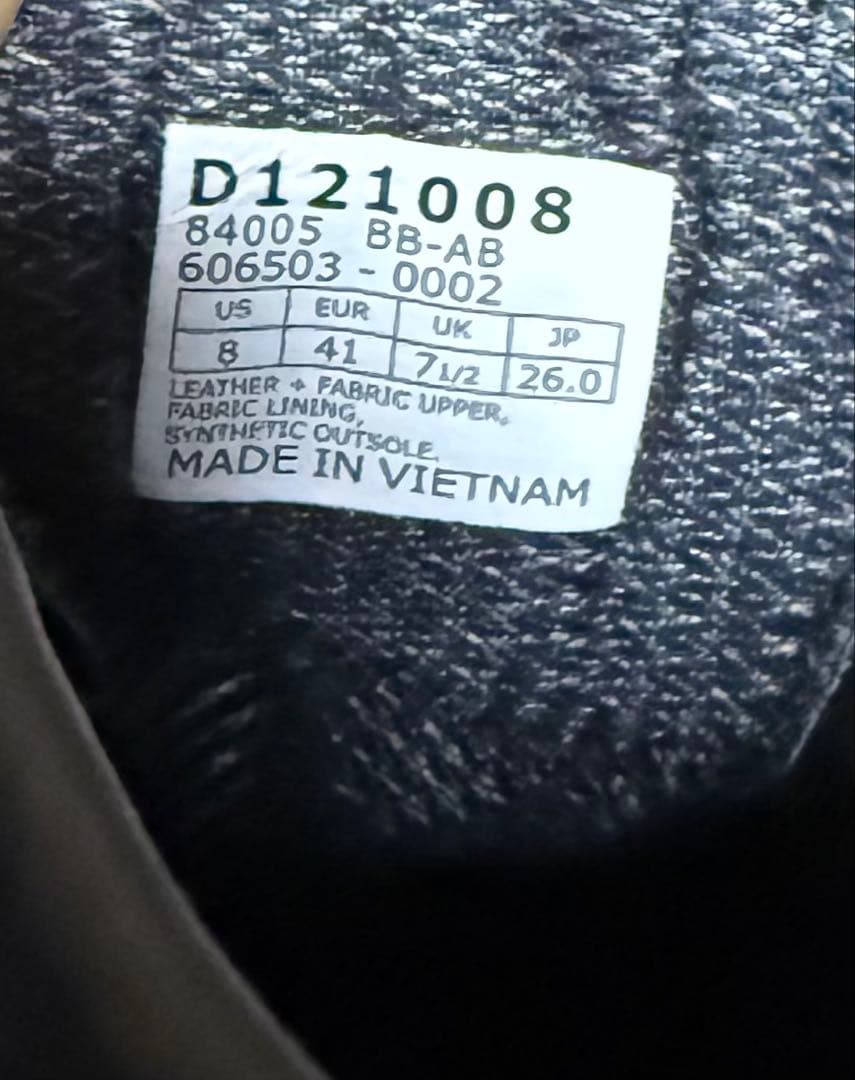 D121008
84005 BB-AB
606503 - 0002
US EUR UK JP
8 41 7 1/2 26.0
LEATHER + FABRIC UPPER,
FABRIC LINING,
SYNTHETIC OUTSOLE.
MADE IN VIETNAM